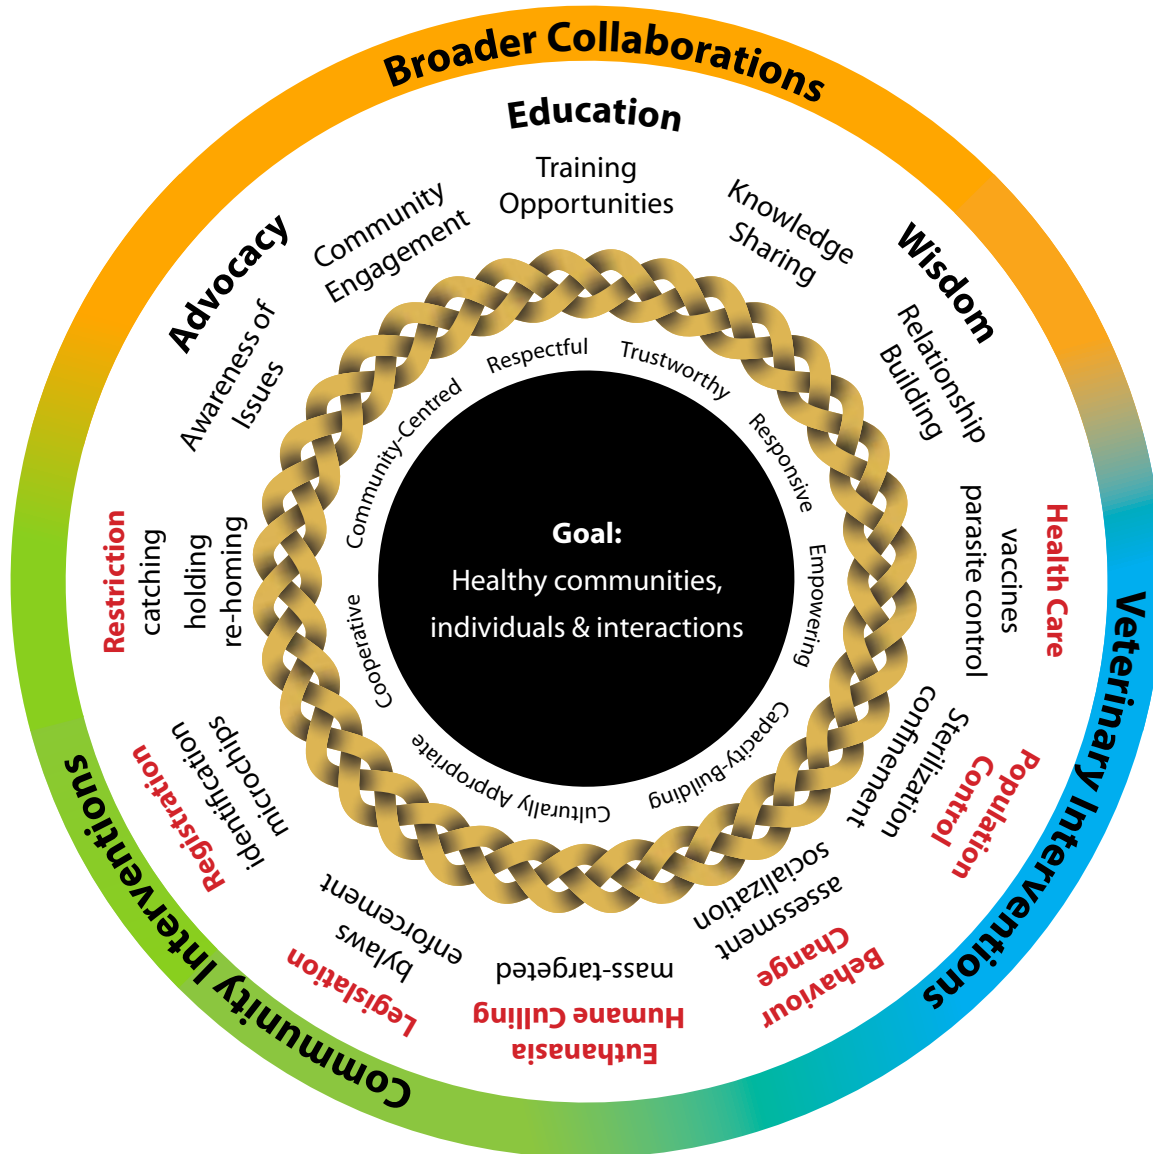 Broader Collaborations
Education
Training
Opportunities
Knowledge
Sharing
Wisdom
Relationship
Building
Health Care
vaccines
parasite control
Veterinary Interventions
Population
Control
Sterilization
confinement
Behaviour
Change
assessment
socialization
Euthanasia
Humane Culling
mass-targeted
Legislation
bylaws
enforcement
Community Interventions
Registration
identification
microchips
Restriction
catching
holding
re-homing
Advocacy
Awareness of
Issues
Community
Engagement
Respectful
Trustworthy
Responsive
Empowering
Capacity-Building
Culturally Appropriate
Cooperative
Community-Centred
Goal:
Healthy communities,
individuals & interactions